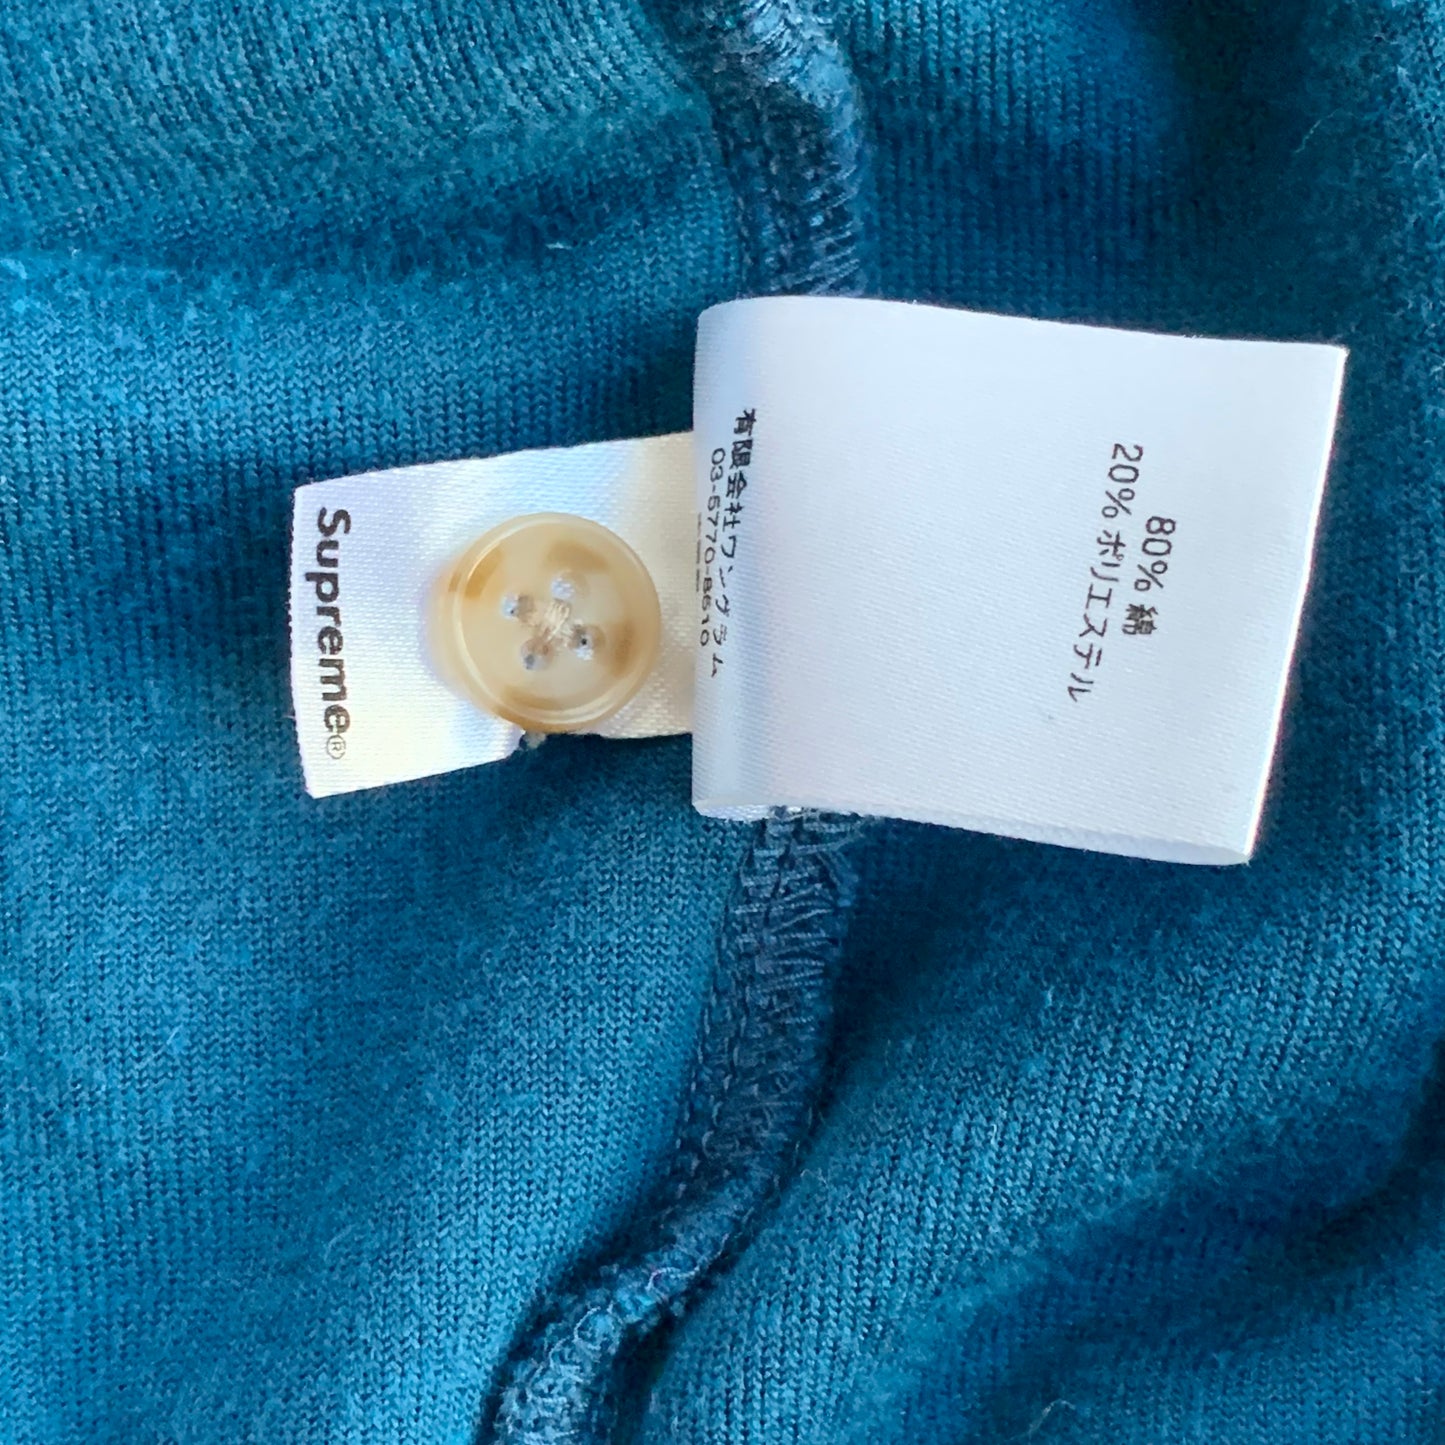 Supreme®
80% 綿
20% ポリエステル
有限会社ワングラム
03-5770-8610